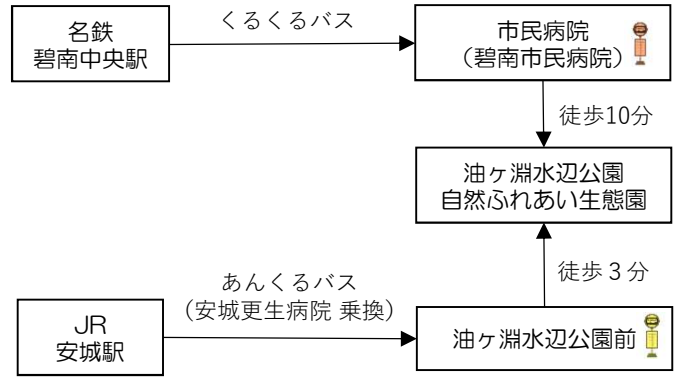 名鉄
碧南中央駅
くるくるバス
市民病院
（碧南市民病院）
徒歩10分
油ヶ淵水辺公園
自然ふれあい生態園
徒歩３分
あんくるバス
（安城更生病院 乗換）
JR
安城駅
油ヶ淵水辺公園前